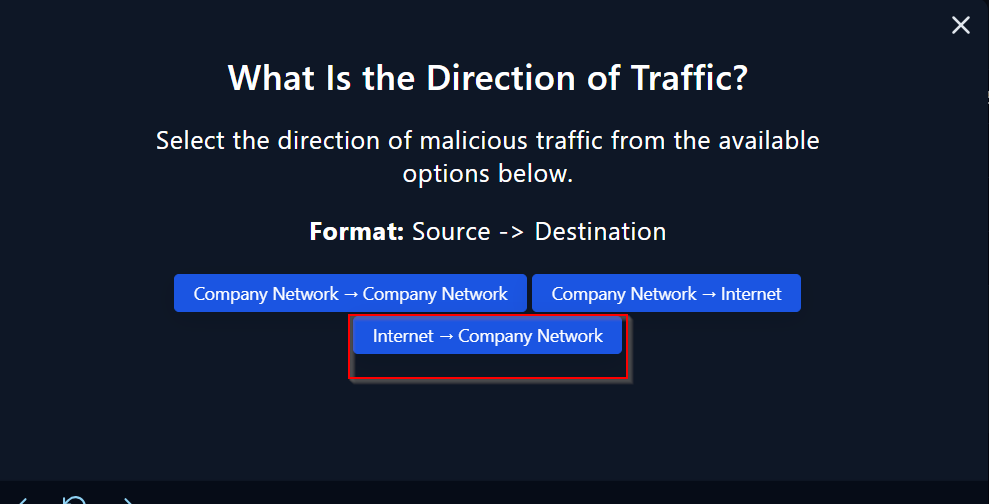 What Is the Direction of Traffic?
Select the direction of malicious traffic from the available
options below.
Format: Source -> Destination
Company Network → Company Network
Company Network → Internet
Internet → Company Network